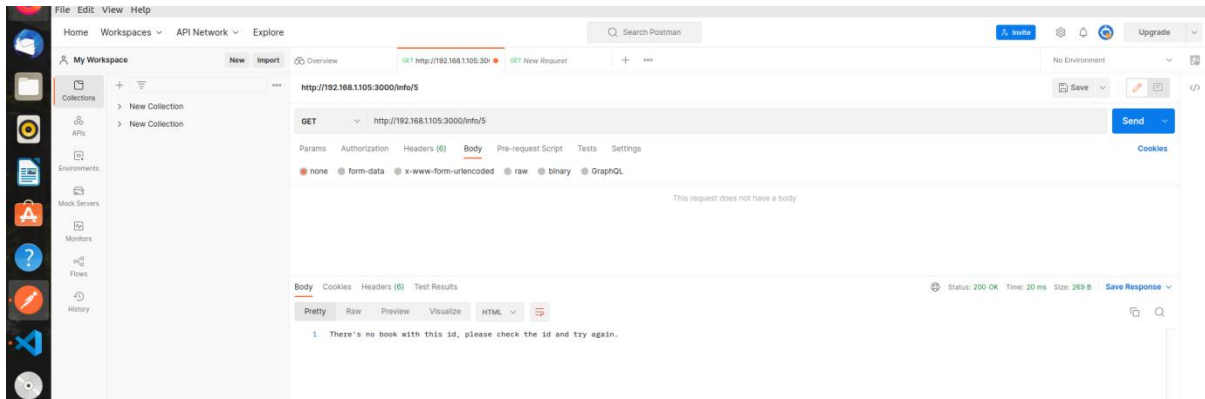 File Edit View Help
Home Workspaces API Network Explore
Search Postman
Invite
Upgrade
My Workspace
New Import
Overview
GET http://192.168.1.105:300
GET New Request
No Environment
Collections
APIs
Environments
Mock Servers
Monitors
Flows
History
New Collection
New Collection
http://192.168.1.105:3000/info/5
Save
GET
http://192.168.1.105:3000/info/5
Send
Params Authorization Headers (6) Body Pre-request Script Tests Settings
Cookies
none form-data x-www-form-urlencoded raw binary GraphQL
This request does not have a body
Body Cookies Headers (6) Test Results
Status: 200 OK Time: 20 ms Size: 269 B Save Response
Pretty Raw Preview Visualize HTML
1 There's no book with this id, please check the id and try again.